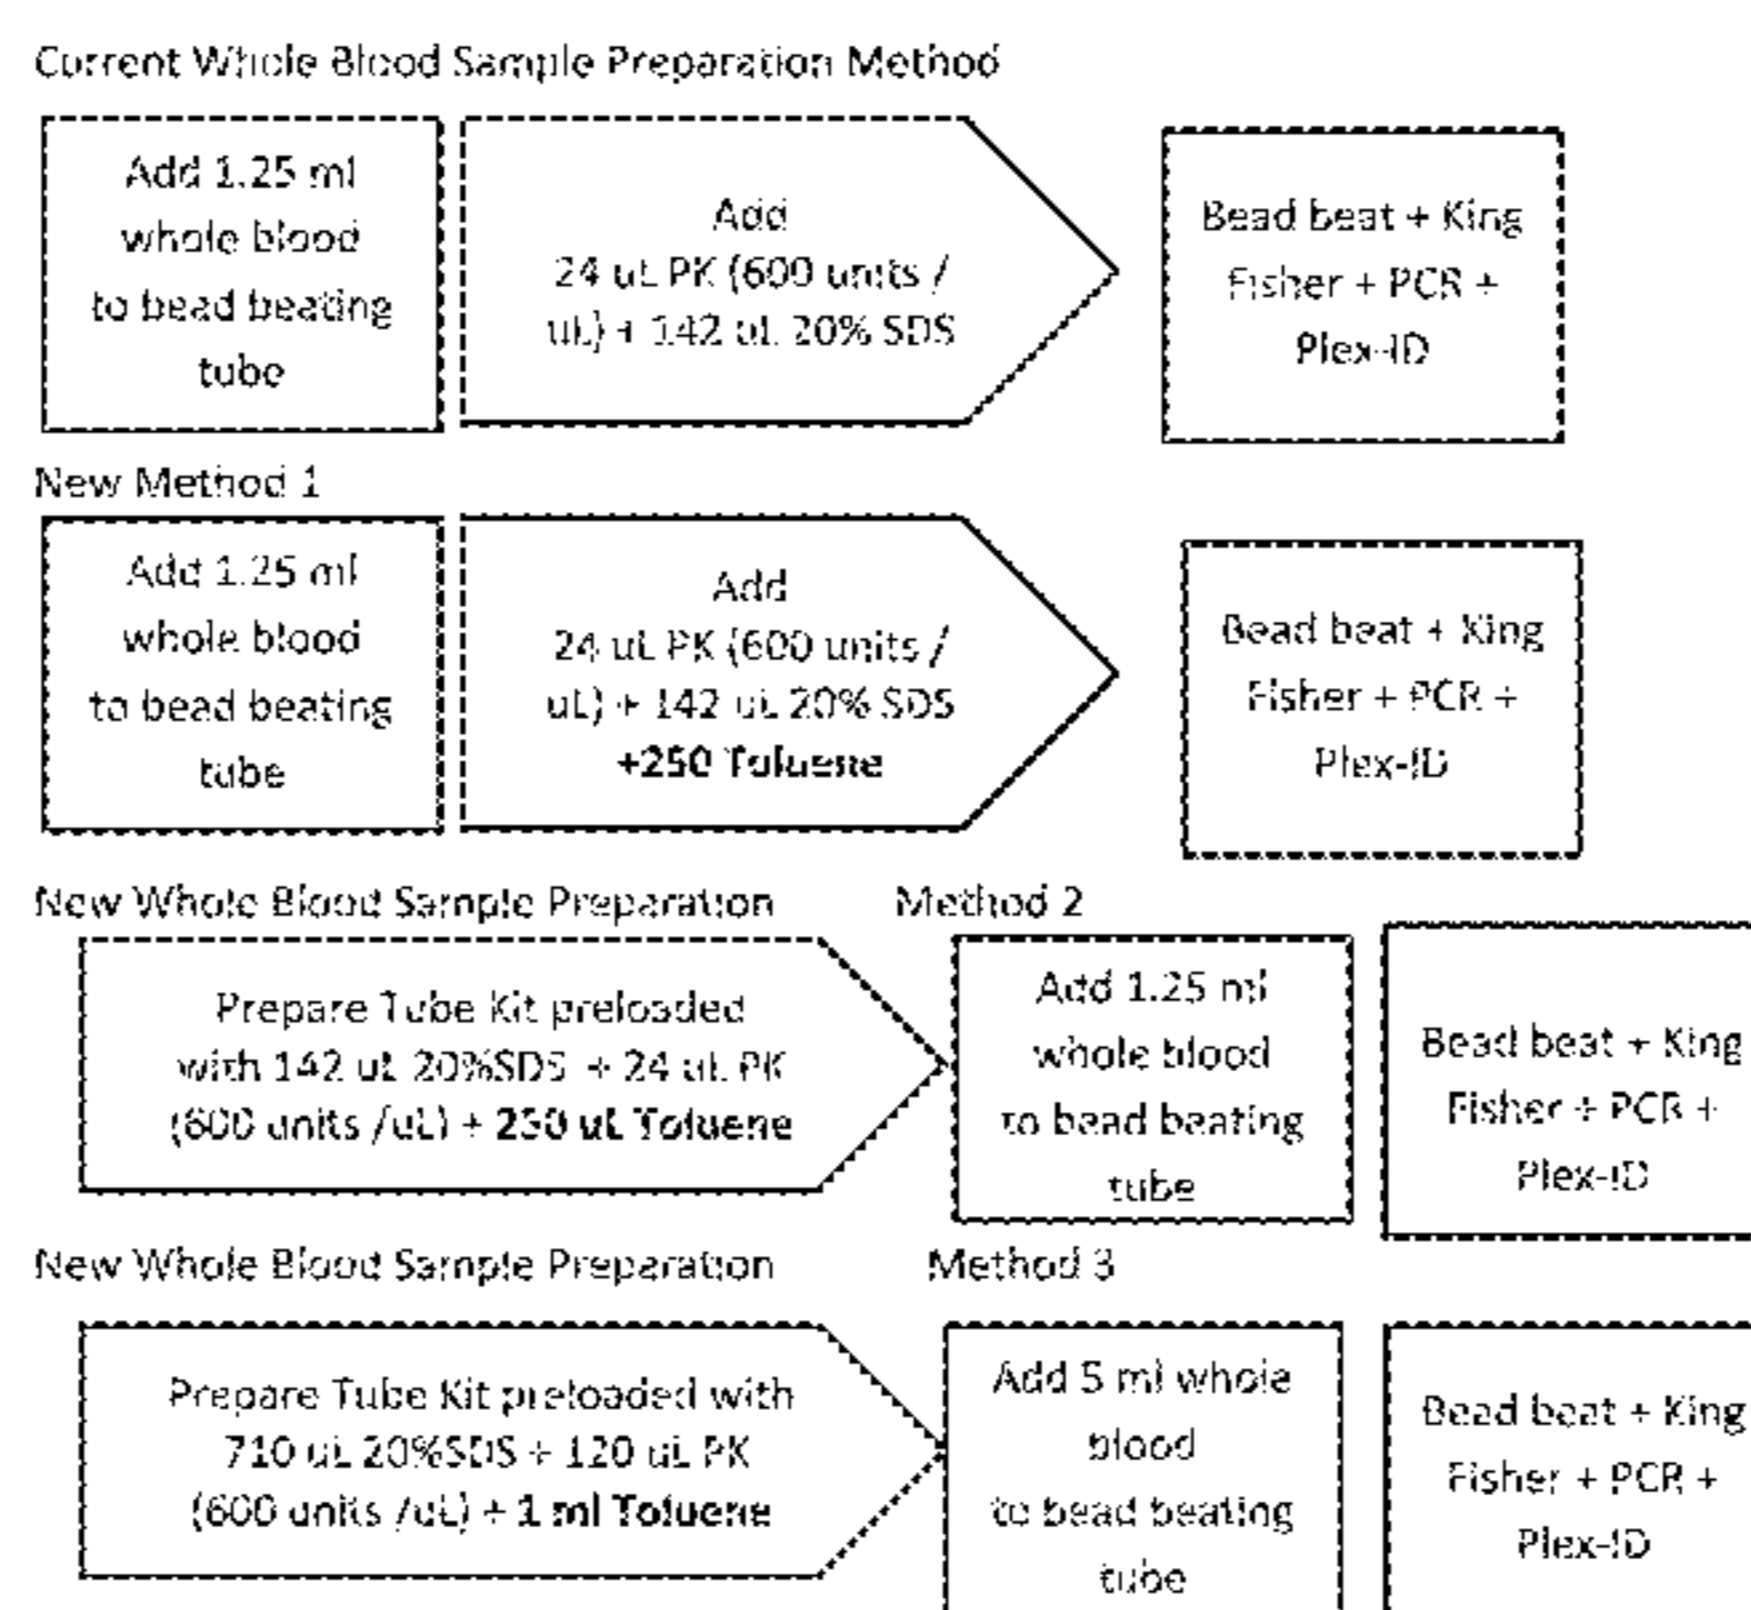 Current Whole Blood Sample Preparation Method
Add 1.25 ml
whole blood
to bead beating
tube
Add
24 uL PK (600 units /
uL) + 142 uL 20% SDS
Bead beat + King
Fisher + PCR +
Plex-ID
New Method 1
Add 1.25 ml
whole blood
to bead beating
tube
Add
24 uL PK (600 units /
uL) + 142 uL 20% SDS
+250 Toluene
Bead beat + King
Fisher + PCR +
Plex-ID
New Whole Blood Sample Preparation Method 2
Prepare Tube Kit preloaded
with 142 uL 20%SDS + 24 uL PK
(600 units /uL) + 250 uL Toluene
Add 1.25 ml
whole blood
to bead beating
tube
Bead beat + King
Fisher + PCR +
Plex-ID
New Whole Blood Sample Preparation Method 3
Prepare Tube Kit preloaded with
710 uL 20%SDS + 120 uL PK
(600 units /uL) + 1 ml Toluene
Add 5 ml whole
blood
to bead beating
tube
Bead beat + King
Fisher + PCR +
Plex-ID